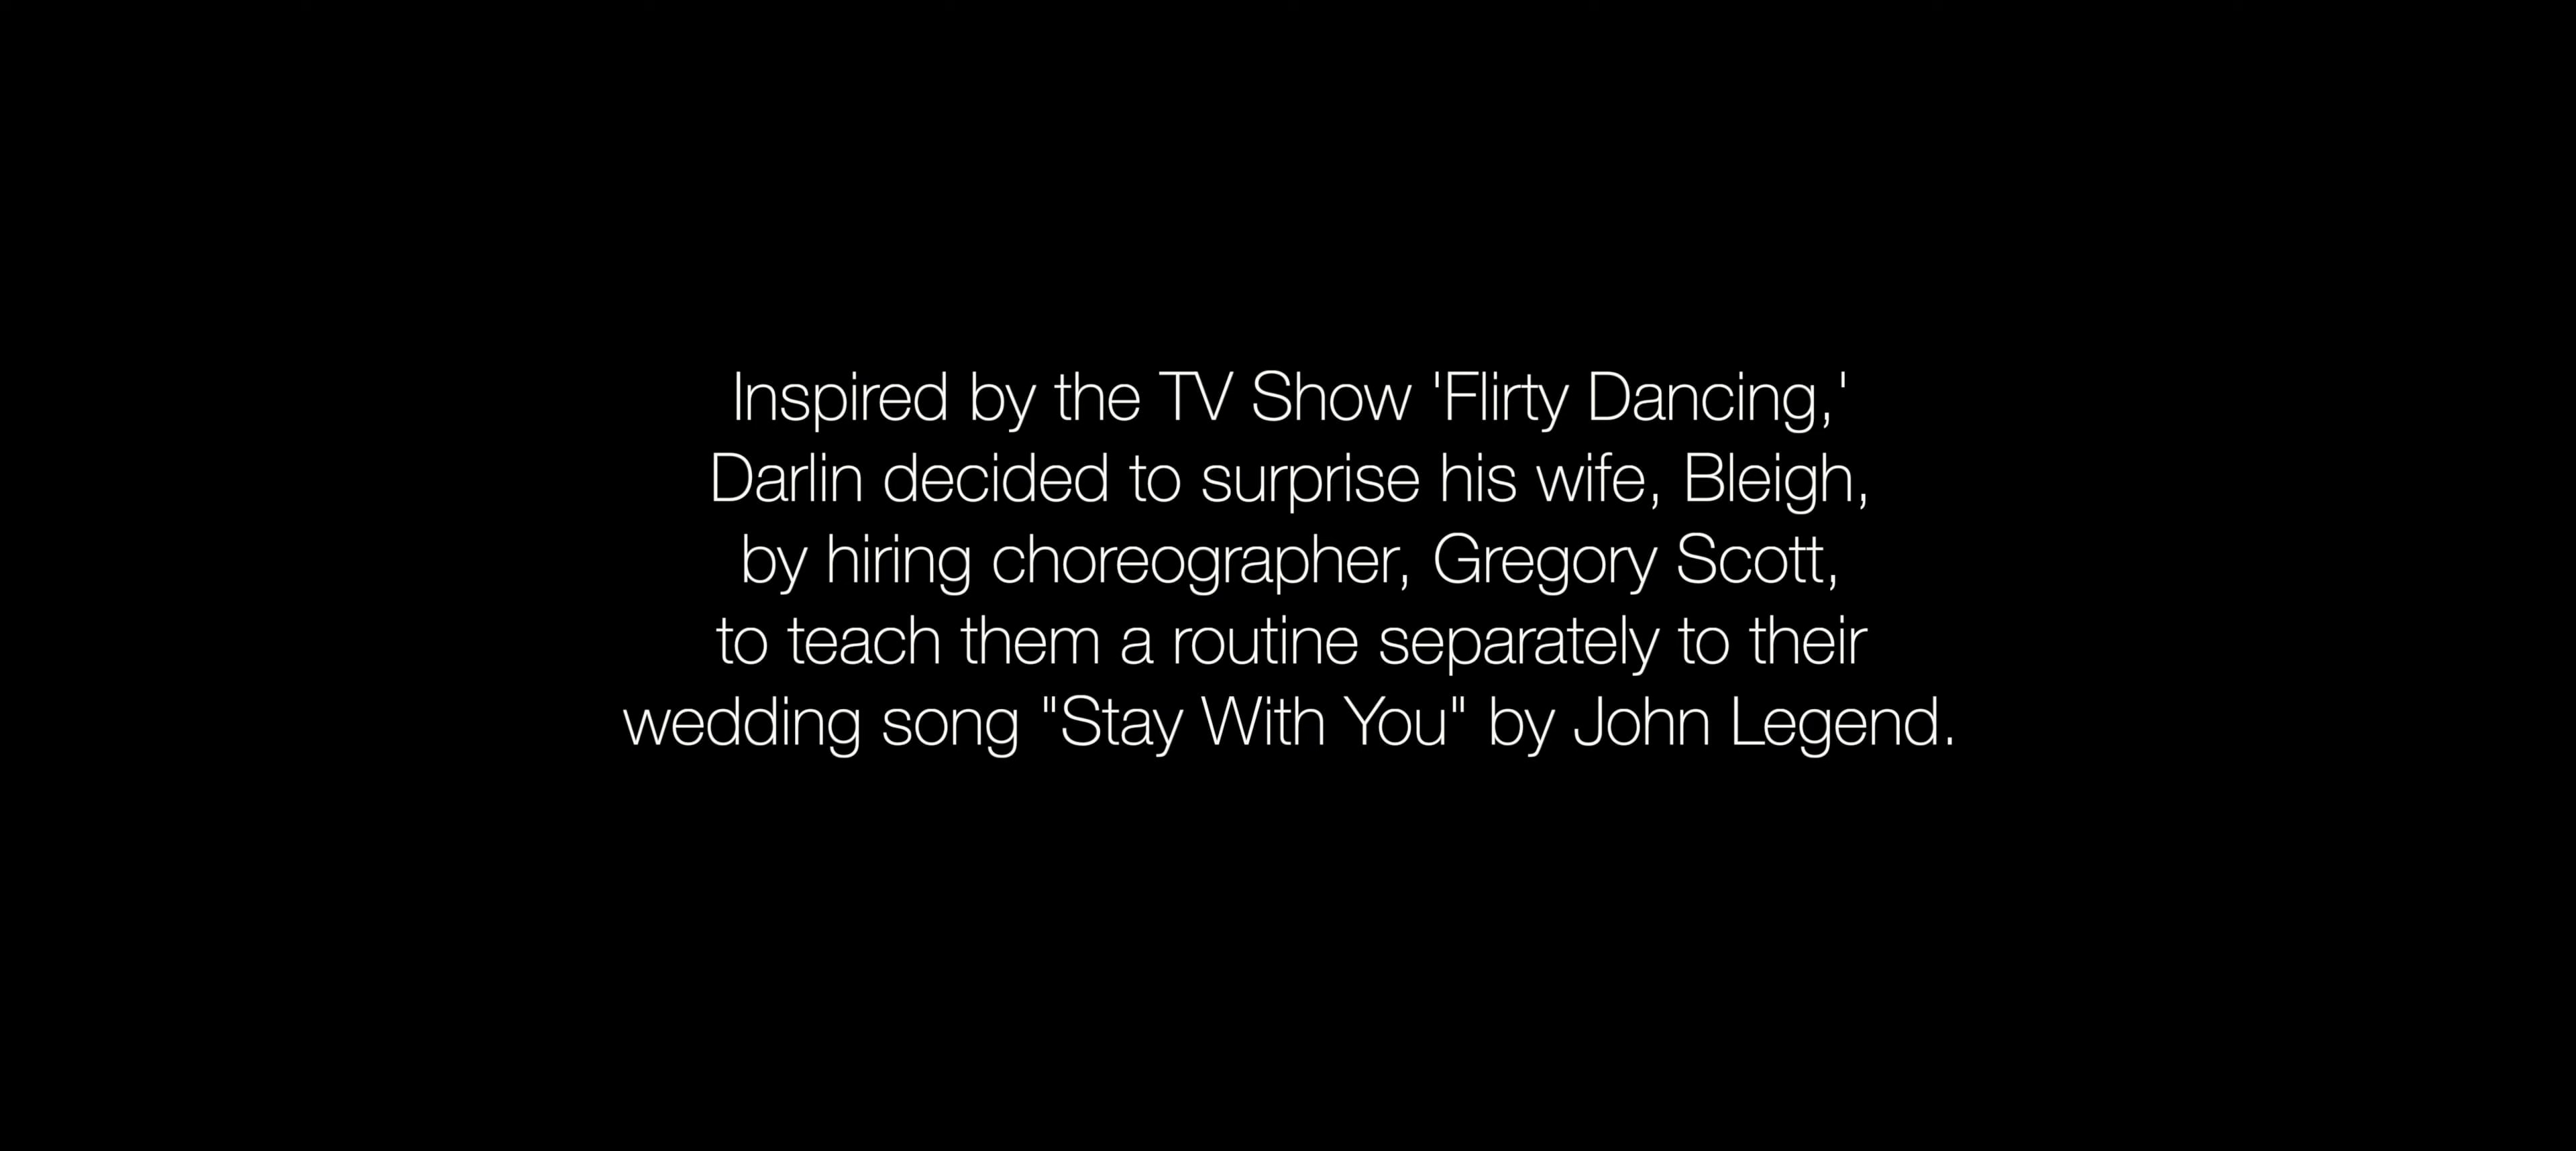 Inspired by the TV Show 'Flirty Dancing,'
Darlin decided to surprise his wife, Bleigh,
by hiring choreographer, Gregory Scott,
to teach them a routine separately to their
wedding song "Stay With You" by John Legend.